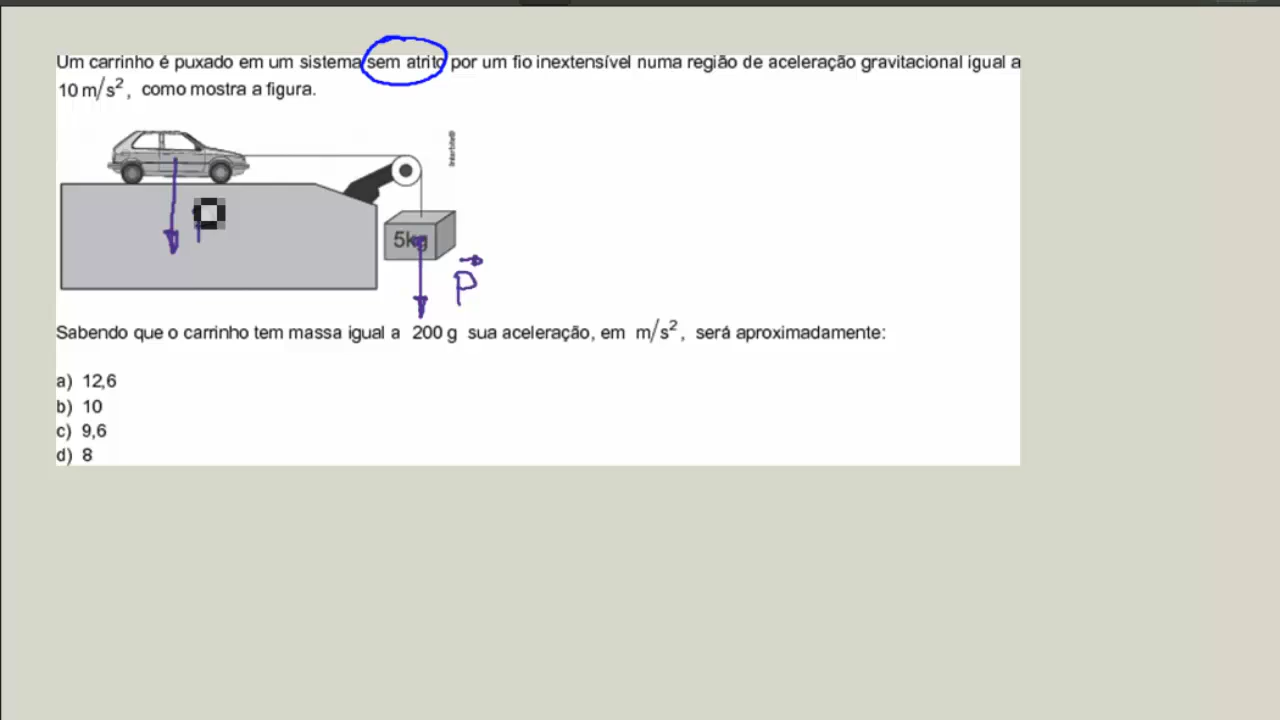 Um carrinho é puxado em um sistema sem atrito por um fio inextensível numa região de aceleração gravitacional igual a
10 m/s², como mostra a figura.
Interbits®
5kg
P
Sabendo que o carrinho tem massa igual a 200 g sua aceleração, em m/s², será aproximadamente:
a) 12,6
b) 10
c) 9,6
d) 8